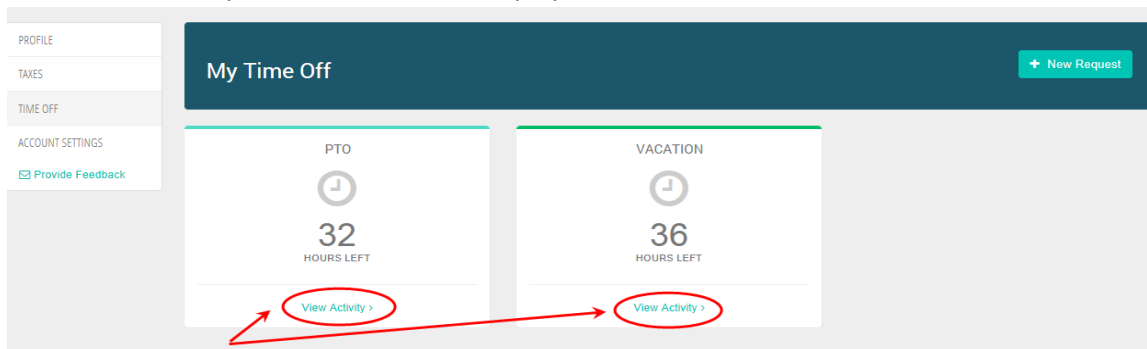 PROFILE
TAXES
TIME OFF
ACCOUNT SETTINGS
Provide Feedback
My Time Off
+ New Request
PTO
32
HOURS LEFT
View Activity >
VACATION
36
HOURS LEFT
View Activity >